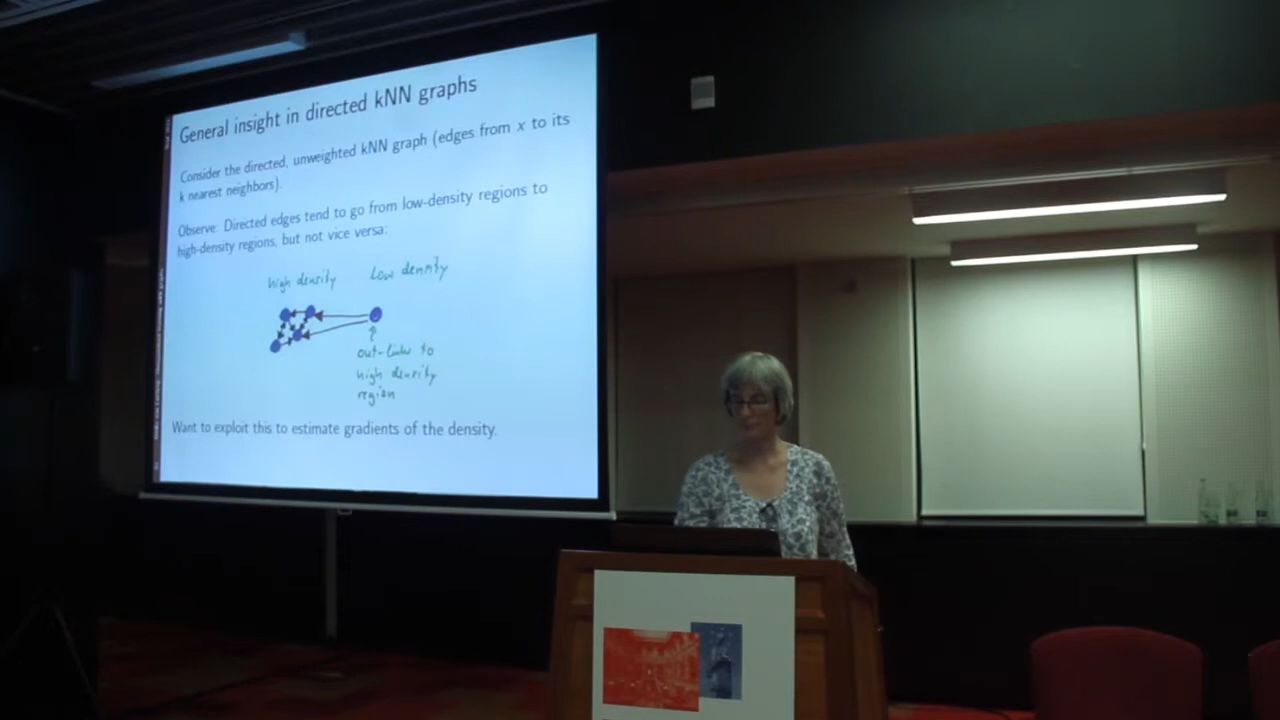 General insight in directed kNN graphs
Consider the directed, unweighted kNN graph (edges from x to its
k nearest neighbors).
Observe: Directed edges tend to go from low-density regions to
high-density regions, but not vice versa:
high density
Low density
out-links to
high density
region
Want to exploit this to estimate gradients of the density.